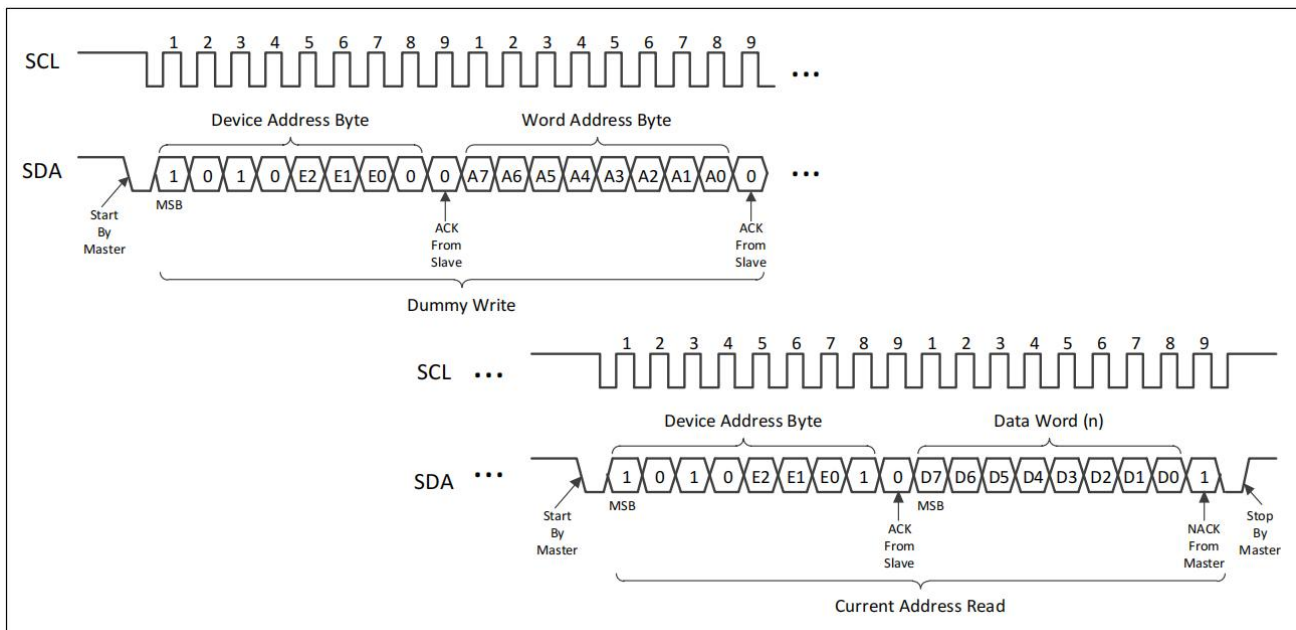 1 2 3 4 5 6 7 8 9 1 2 3 4 5 6 7 8 9
SCL
...
Device Address Byte Word Address Byte
SDA
1 0 1 0 E2 E1 E0 0 0 A7 A6 A5 A4 A3 A2 A1 A0 0
...
MSB
Start
By
Master
ACK
From
Slave
ACK
From
Slave
Dummy Write
1 2 3 4 5 6 7 8 9 1 2 3 4 5 6 7 8 9
SCL ...
Device Address Byte Data Word (n)
SDA ...
1 0 1 0 E2 E1 E0 1 0 D7 D6 D5 D4 D3 D2 D1 D0 1
MSB MSB
Start
By
Master
ACK
From
Slave
NACK
From
Master
Stop
By
Master
Current Address Read